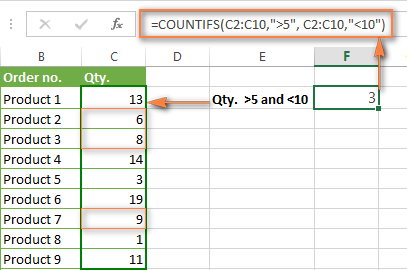 fx =COUNTIFS(C2:C10,">5", C2:C10,"<10")
B C D E F
Order no. Qty.
Product 1 13 Qty. >5 and <10 3
Product 2 6
Product 3 8
Product 4 14
Product 5 3
Product 6 19
Product 7 9
Product 8 1
Product 9 11